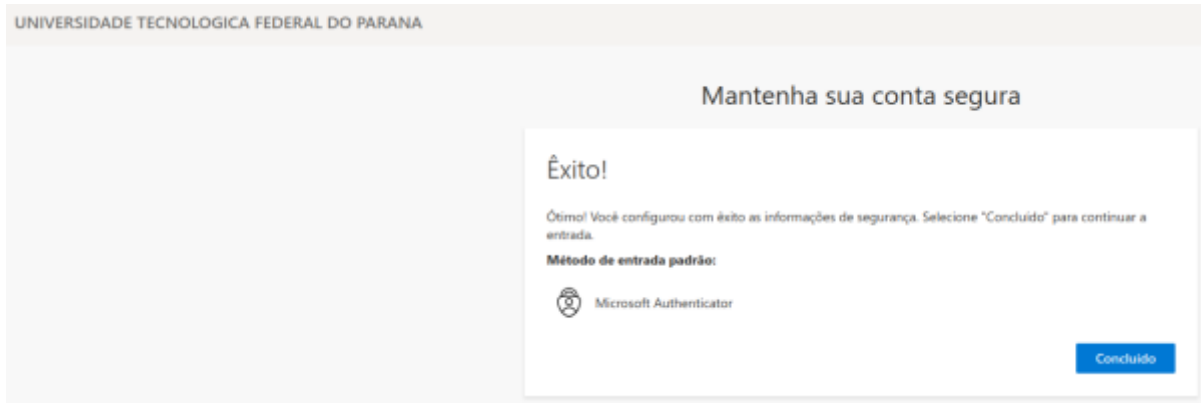 UNIVERSIDADE TECNOLOGICA FEDERAL DO PARANA
Mantenha sua conta segura
Êxito!
Ótimo! Você configurou com êxito as informações de segurança. Selecione "Concluído" para continuar a
entrada.
Método de entrada padrão:
Microsoft Authenticator
Concluído